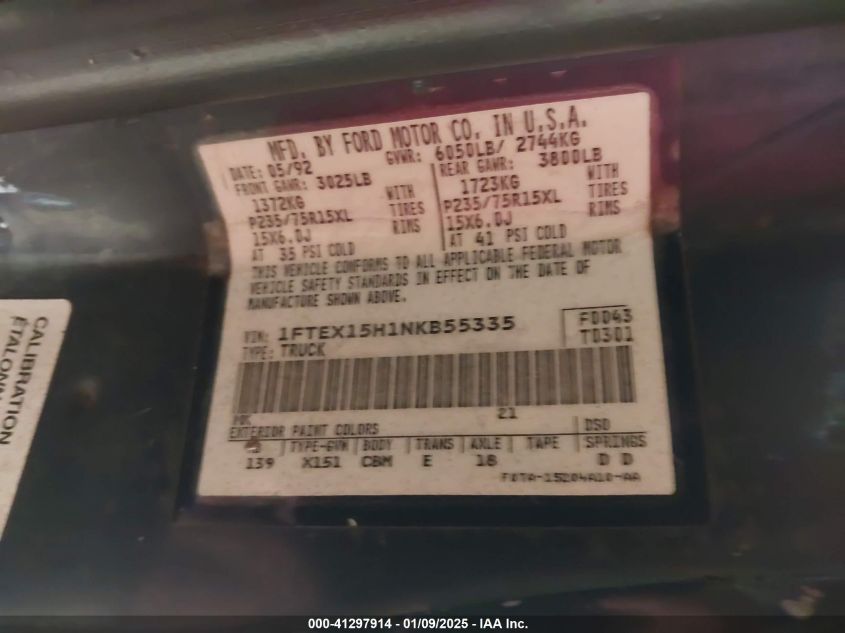 MFD. BY FORD MOTOR CO. IN U.S.A.
DATE: 05/92 GVWR: 6050LB/ 2744KG
FRONT GAWR: 3025LB REAR GAWR: 3800LB
1372KG WITH 1723KG WITH
P235/75R15XL TIRES P235/75R15XL TIRES
15X6.0J RIMS 15X6.0J RIMS
AT 35 PSI COLD AT 41 PSI COLD
THIS VEHICLE CONFORMS TO ALL APPLICABLE FEDERAL MOTOR
VEHICLE SAFETY STANDARDS IN EFFECT ON THE DATE OF
MANUFACTURE SHOWN ABOVE.
VIN: 1FTEX15H1NKB55335 F0043
TYPE: TRUCK T0301
21
EXTERIOR PAINT COLORS DSO
TYPE-GVW BODY TRANS AXLE TAPE SPRINGS
139 X151 CBM E 18 D D
F0TA-15204A10-AA
CALIBRATION
000-41297914 - 01/09/2025 - IAA Inc.